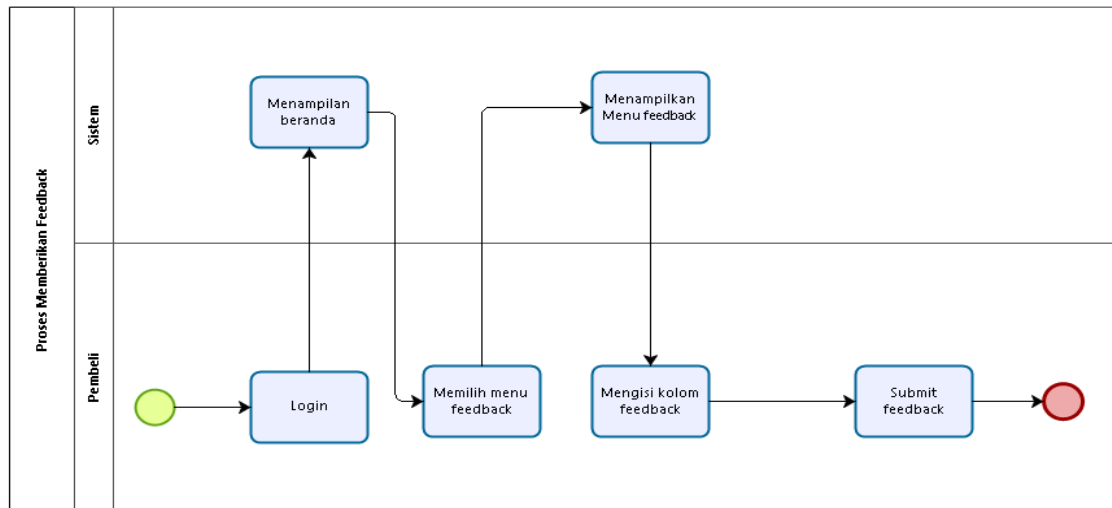 Proses Memberikan Feedback
Sistem
Menampilan
beranda
Menampilkan
Menu feedback
Pembeli
Login
Memilih menu
feedback
Mengisi kolom
feedback
Submit
feedback